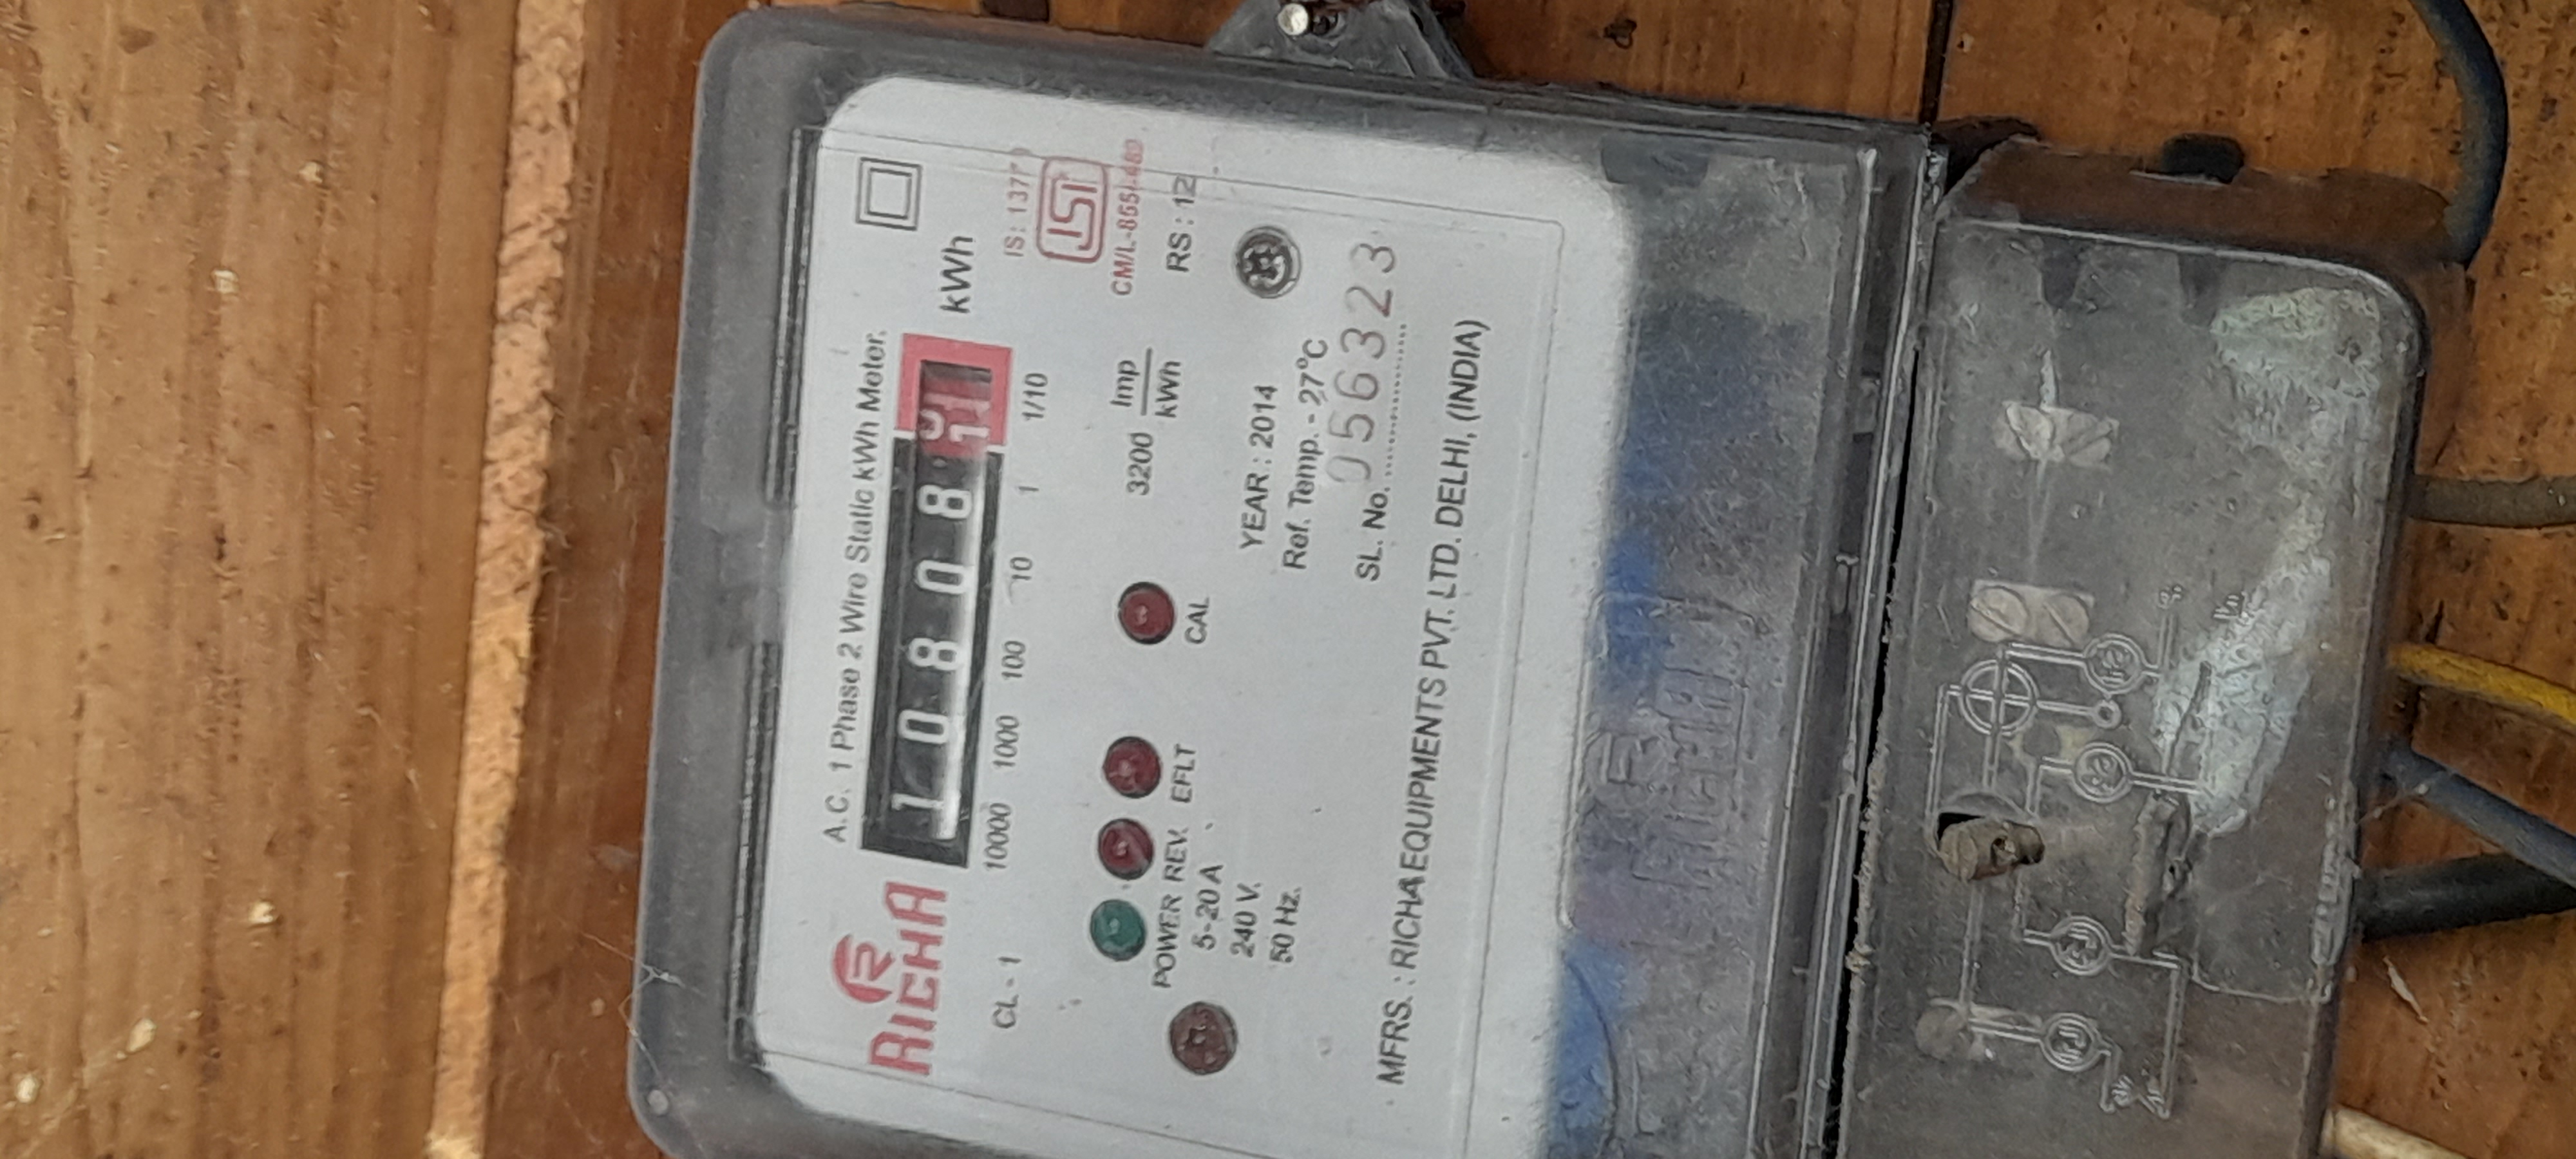 A.C. 1 Phase 2 Wire Static kWh Meter.
1 0 8 0 8
kWh
10000 1000 100 10 1 1/10
R
RICHA
CL - 1
IS: 137
ISI
CM/L-
RS : 12
3200 Imp
kWh
POWER REV. EFLT CAL
5-20 A
240 V.
50 Hz.
YEAR : 2014
Ref. Temp. - 27°C
SL. No. 056323
MFRS. : RICHA EQUIPMENTS PVT. LTD. DELHI, (INDIA)
RICHA